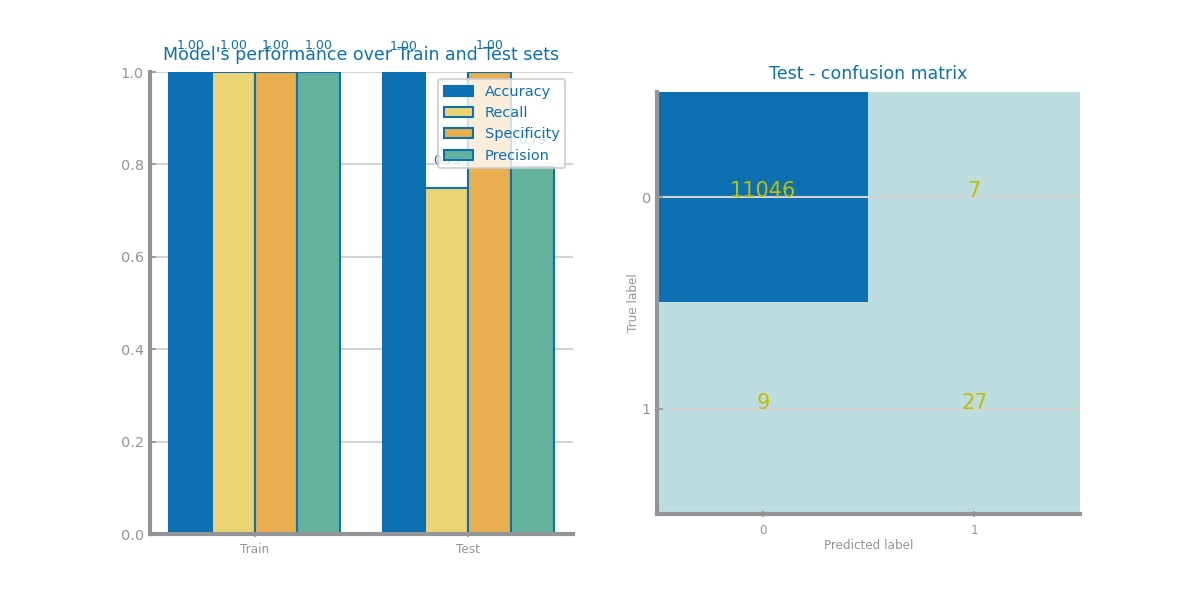 1.00 1.00 1.00 1.00 1.00 1.00
Model's performance over Train and Test sets
1.0
0.8
0.6
0.4
0.2
0.0
Accuracy
Recall
Specificity
Precision
0.79
Train Test
Test - confusion matrix
True label
0
1
11046 7
9 27
0 1
Predicted label